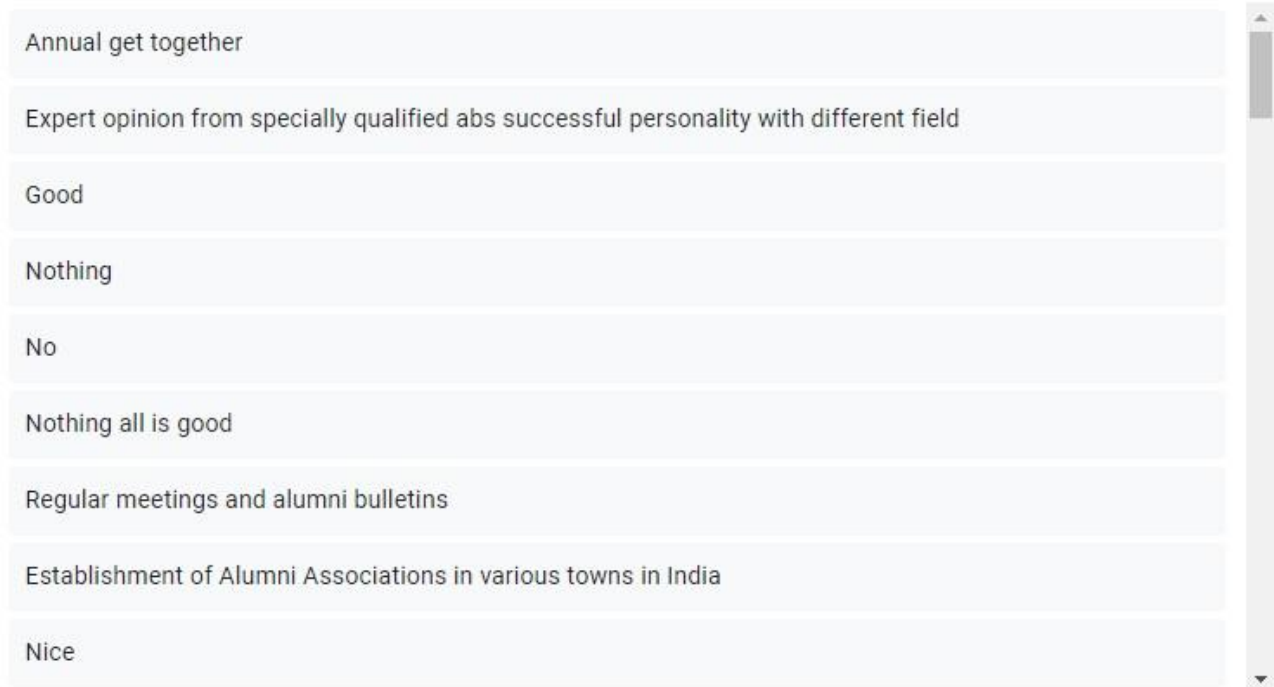 Annual get together
Expert opinion from specially qualified abs successful personality with different field
Good
Nothing
No
Nothing all is good
Regular meetings and alumni bulletins
Establishment of Alumni Associations in various towns in India
Nice